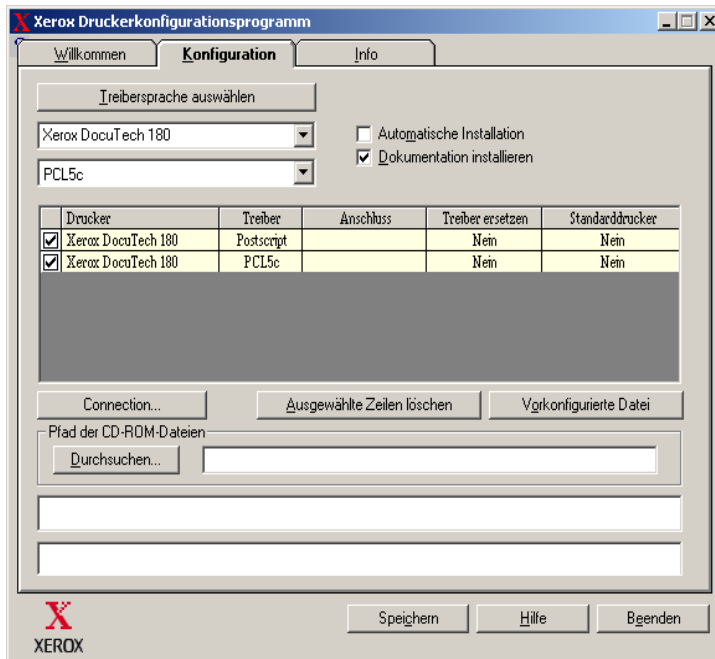 Xerox Druckerkonfigurationsprogramm
Willkommen Konfiguration Info
Treibersprache auswählen
Xerox DocuTech 180
Automatische Installation
PCL5c
Dokumentation installieren
Drucker Treiber Anschluss Treiber ersetzen Standarddrucker
Xerox DocuTech 180 Postscript Nein Nein
Xerox DocuTech 180 PCL5c Nein Nein
Connection... Ausgewählte Zeilen löschen Vorkonfigurierte Datei
Pfad der CD-ROM-Dateien
Durchsuchen...
Speichern Hilfe Beenden
X
XEROX